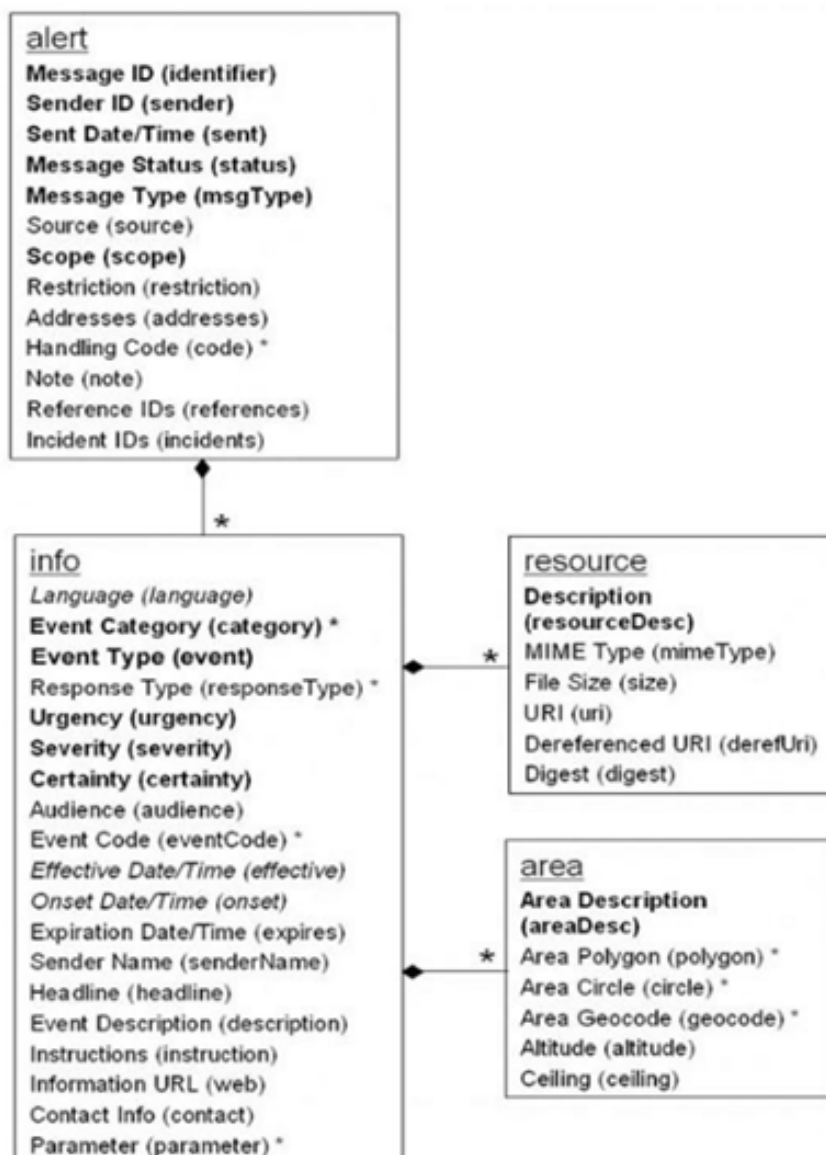 alert
Message ID (identifier)
Sender ID (sender)
Sent Date/Time (sent)
Message Status (status)
Message Type (msgType)
Source (source)
Scope (scope)
Restriction (restriction)
Addresses (addresses)
Handling Code (code) *
Note (note)
Reference IDs (references)
Incident IDs (incidents)
*
info
Language (language)
Event Category (category) *
Event Type (event)
Response Type (responseType) *
Urgency (urgency)
Severity (severity)
Certainty (certainty)
Audience (audience)
Event Code (eventCode) *
Effective Date/Time (effective)
Onset Date/Time (onset)
Expiration Date/Time (expires)
Sender Name (senderName)
Headline (headline)
Event Description (description)
Instructions (instruction)
Information URL (web)
Contact Info (contact)
Parameter (parameter) *
*
resource
Description
(resourceDesc)
MIME Type (mimeType)
File Size (size)
URI (uri)
Dereferenced URI (derefUri)
Digest (digest)
*
area
Area Description
(areaDesc)
Area Polygon (polygon) *
Area Circle (circle) *
Area Geocode (geocode) *
Altitude (altitude)
Ceiling (ceiling)